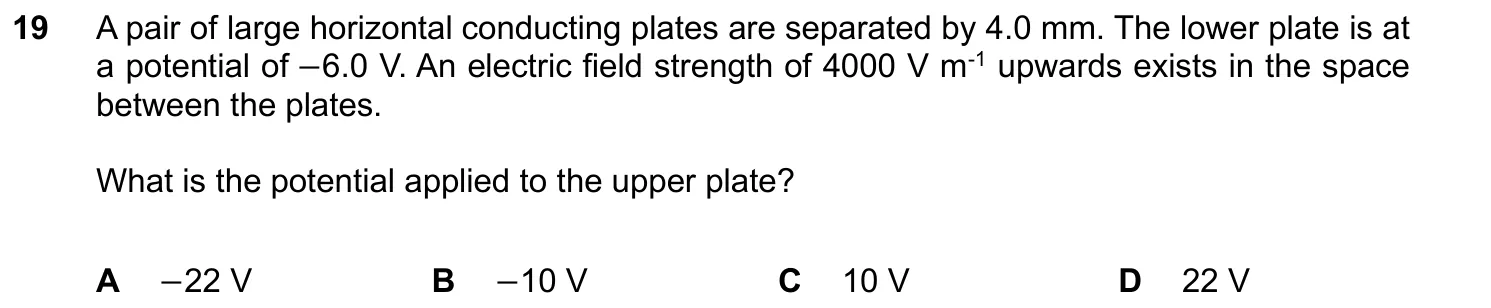 19 A pair of large horizontal conducting plates are separated by 4.0 mm. The lower plate is at
a potential of –6.0 V. An electric field strength of 4000 V m⁻¹ upwards exists in the space
between the plates.
What is the potential applied to the upper plate?
A –22 V B –10 V C 10 V D 22 V